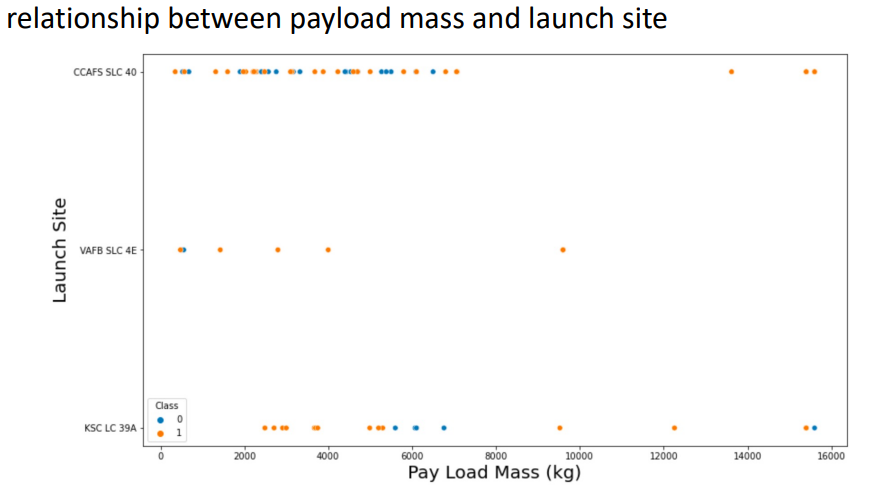 relationship between payload mass and launch site
CCAFS SLC 40
VAFB SLC 4E
KSC LC 39A
Launch Site
Class
0
1
0
2000
4000
6000
8000
10000
12000
14000
16000
Pay Load Mass (kg)